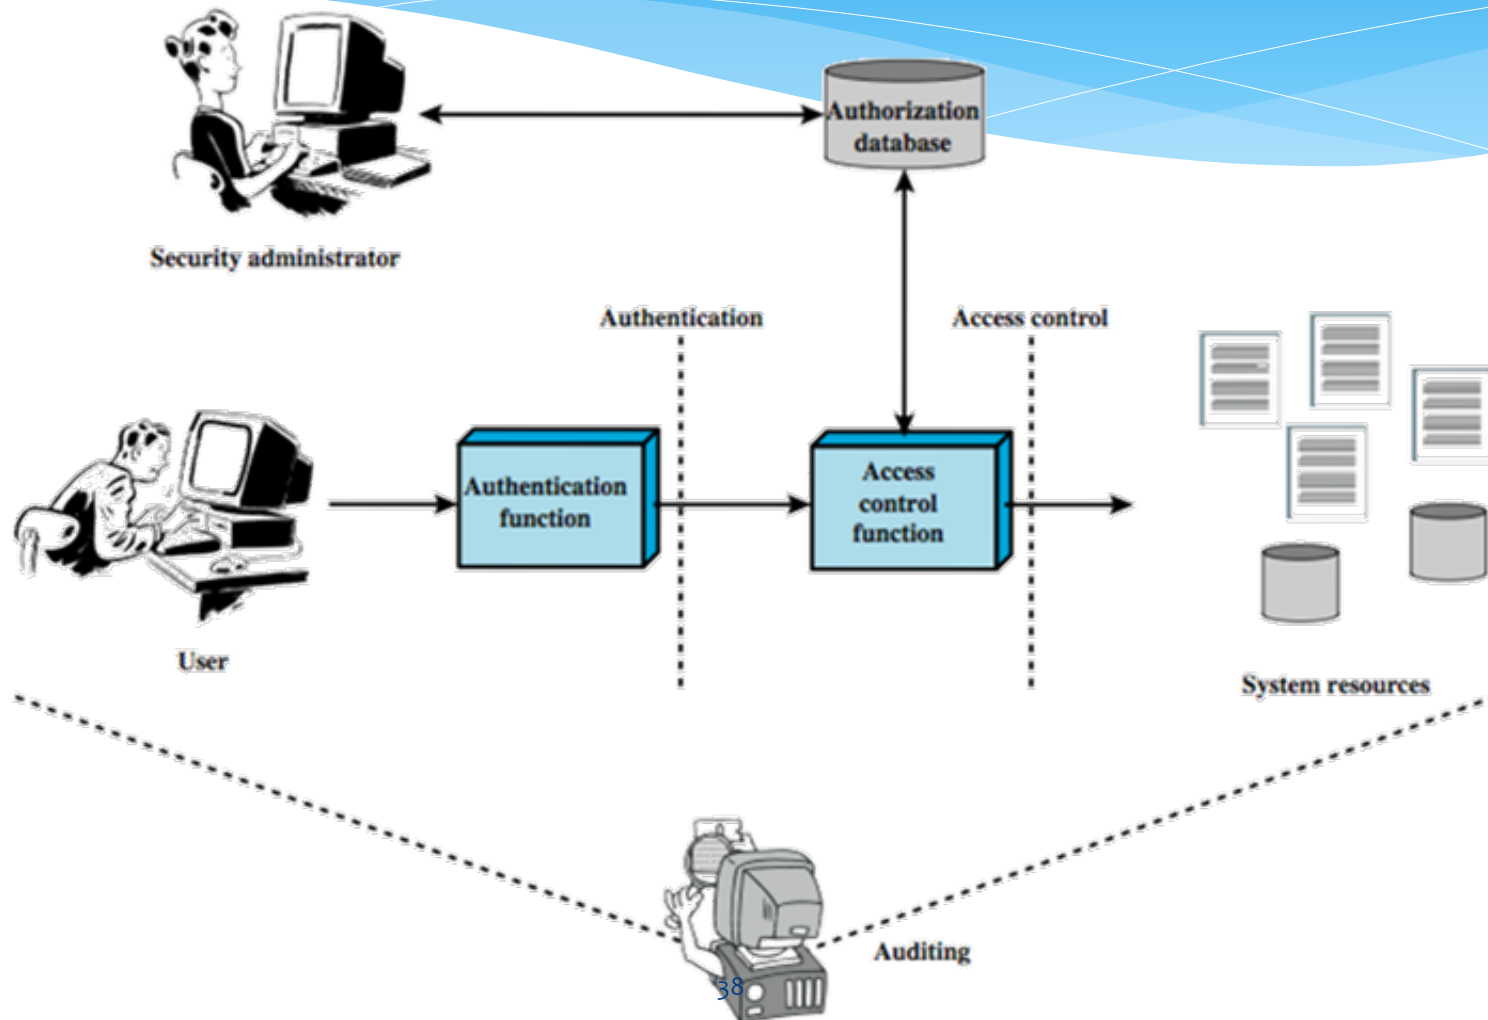 Authorization
database
Security administrator
Authentication
Access control
Authentication
function
Access
control
function
User
System resources
Auditing
38